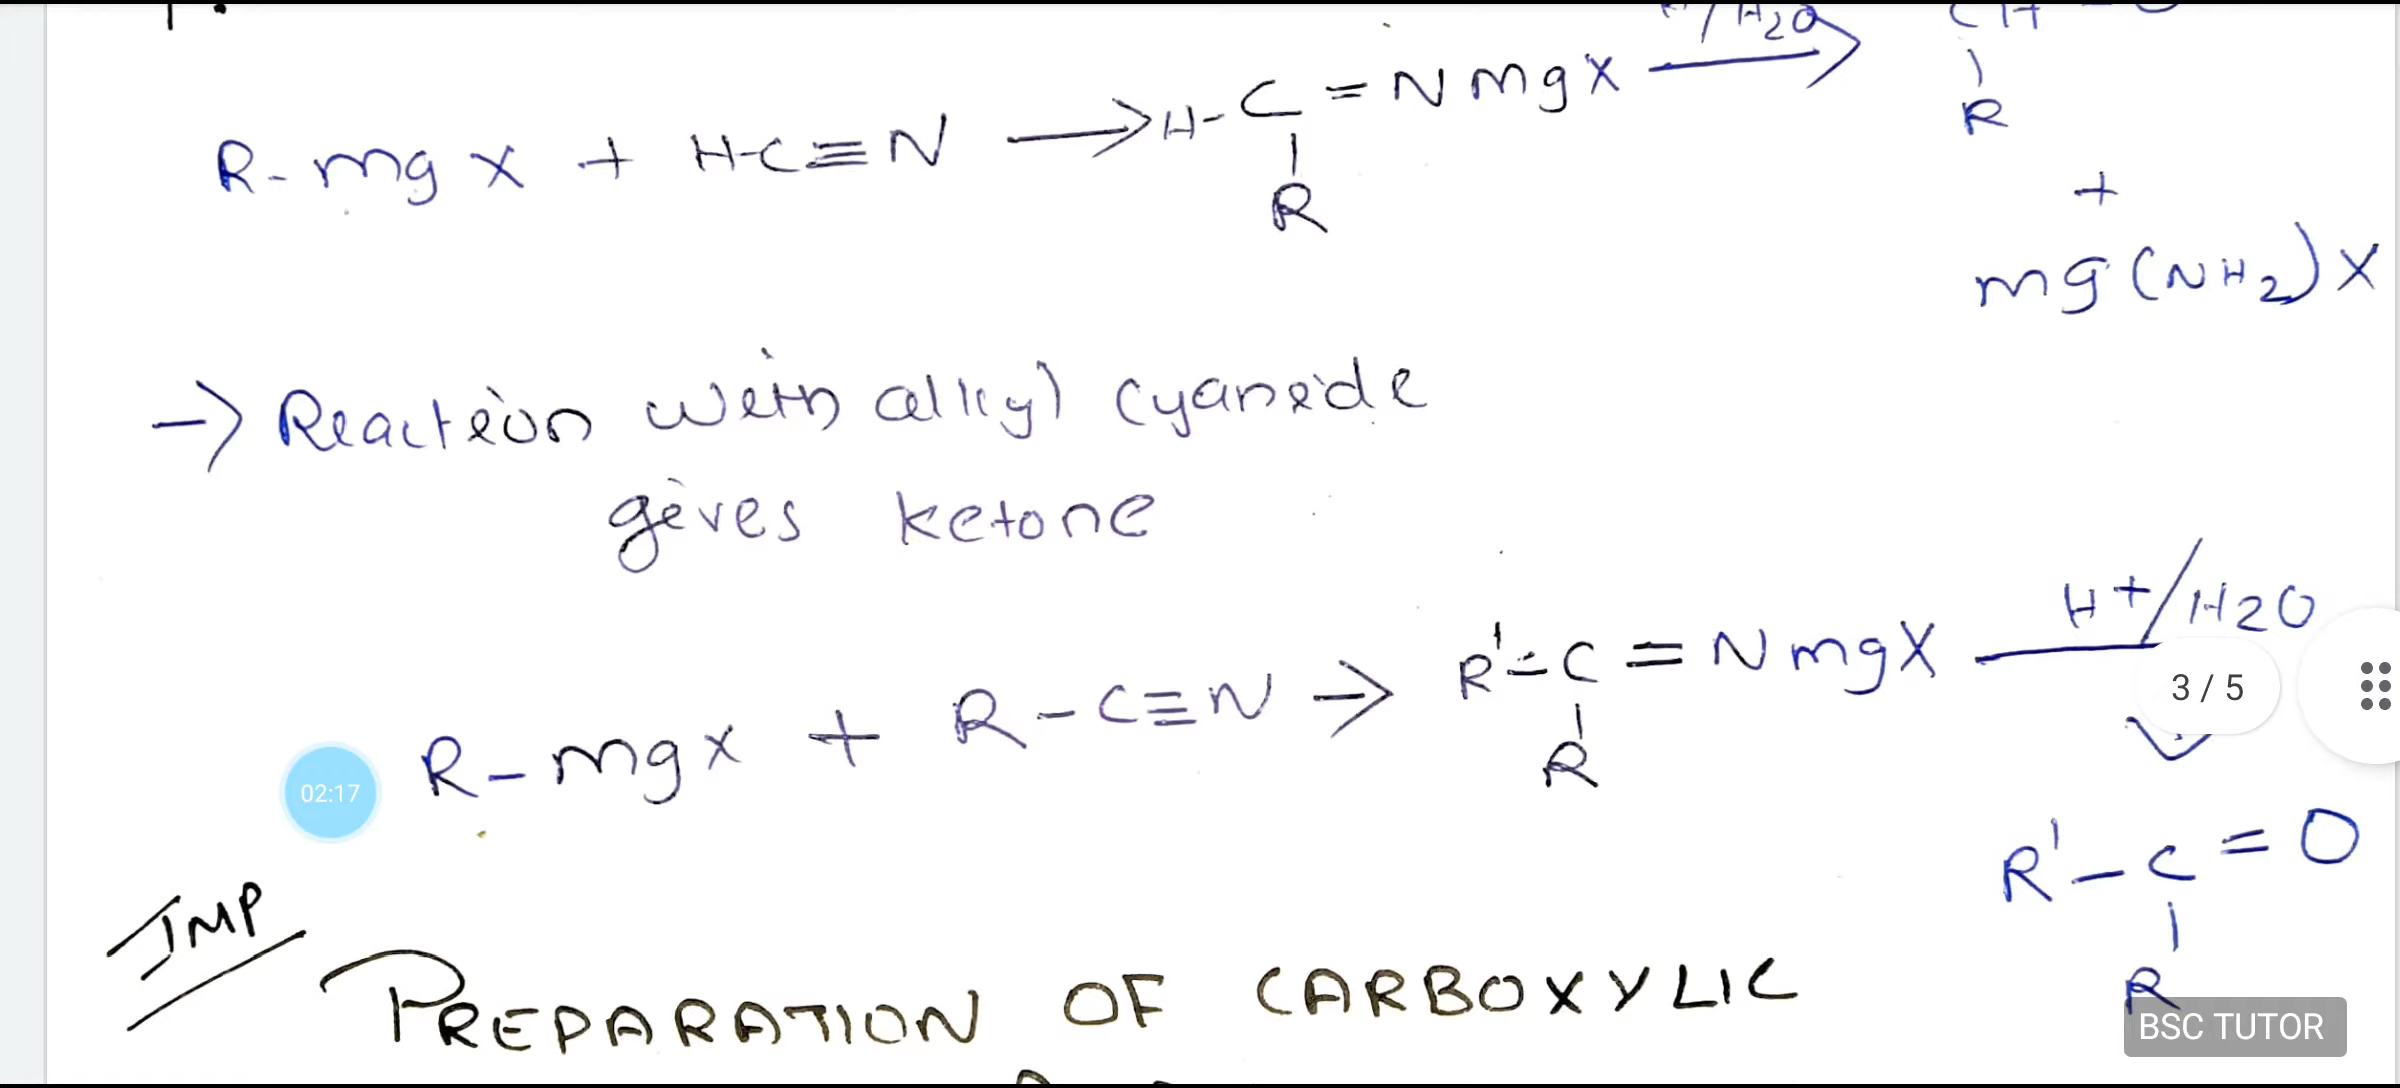 H2O
R-mgx + H-C≡N ⟶ H-C=NmgX ⟶
R
R
+
mg(NH2)X
→ Reaction with alkyl cyanide
gives ketone
R-mgx + R-C≡N → R'-C=NmgX H+/H2O
R
3 / 5
02:17
R'-C=O
R
IMP
PREPARATION OF CARBOXYLIC
BSC TUTOR